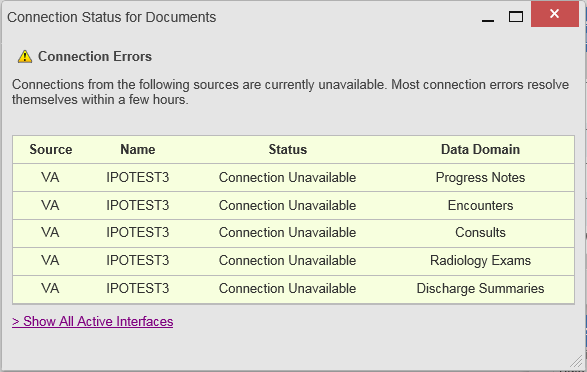 Connection Status for Documents
Connection Errors
Connections from the following sources are currently unavailable. Most connection errors resolve
themselves within a few hours.
Source Name Status Data Domain
VA IPOTEST3 Connection Unavailable Progress Notes
VA IPOTEST3 Connection Unavailable Encounters
VA IPOTEST3 Connection Unavailable Consults
VA IPOTEST3 Connection Unavailable Radiology Exams
VA IPOTEST3 Connection Unavailable Discharge Summaries
> Show All Active Interfaces